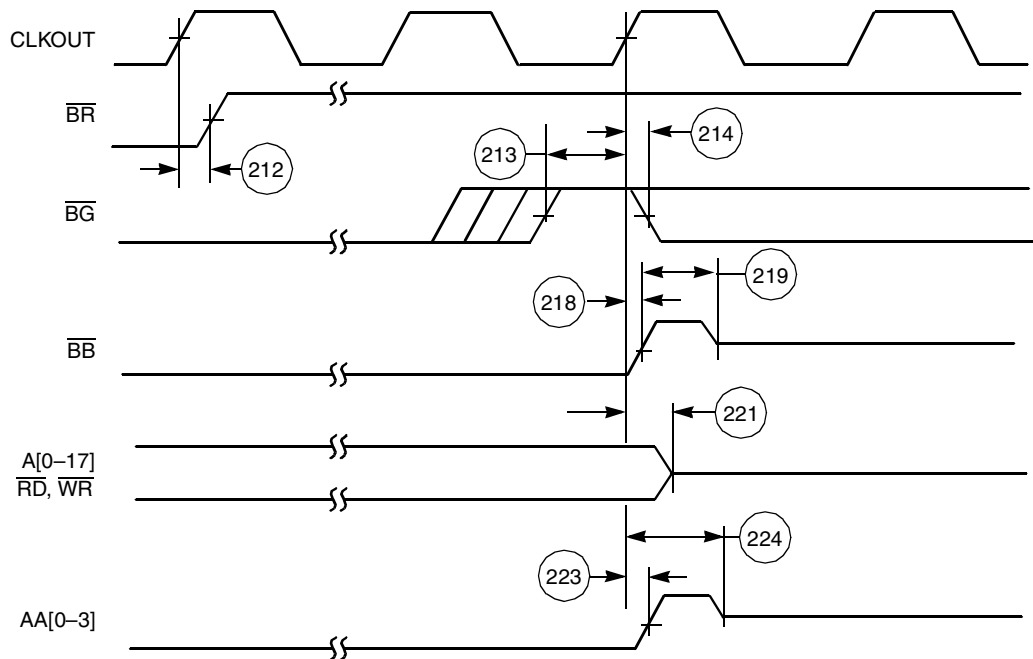 CLKOUT
BR
212
213
214
BG
218
219
BB
221
A[0–17]
RD, WR
224
223
AA[0–3]